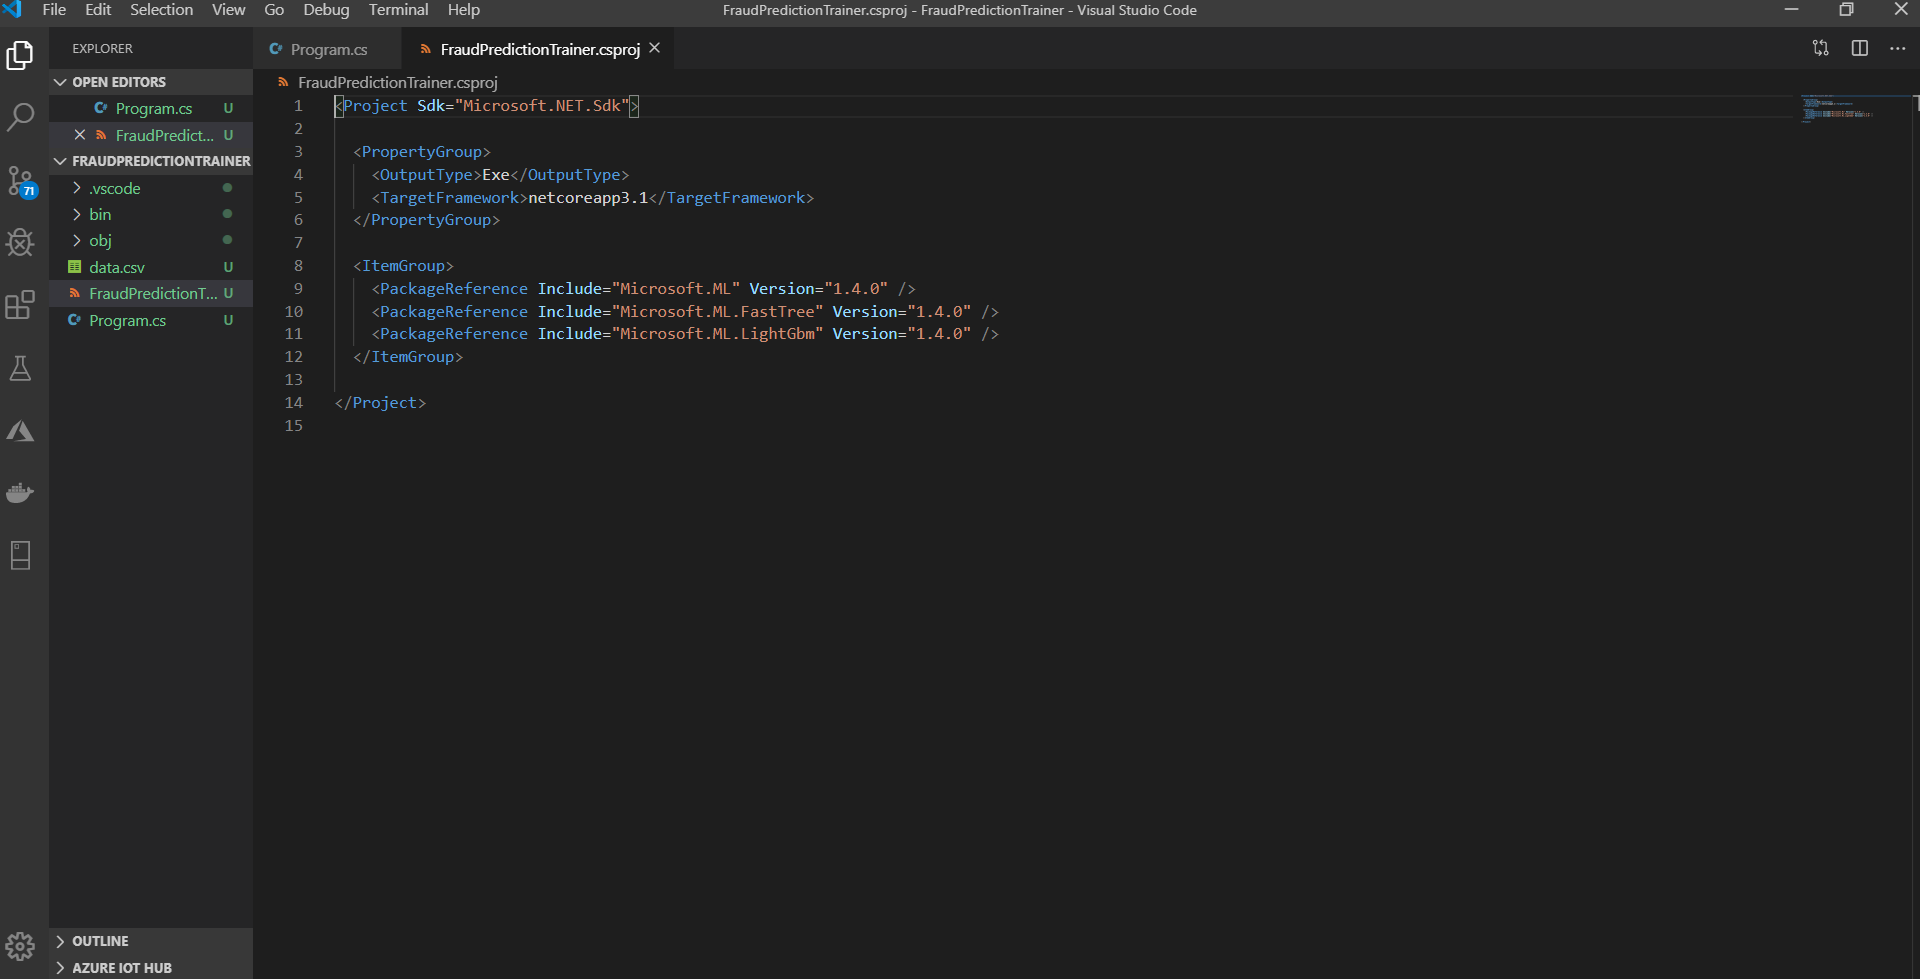 File Edit Selection View Go Debug Terminal Help
FraudPredictionTrainer.csproj - FraudPredictionTrainer - Visual Studio Code
EXPLORER
OPEN EDITORS
Program.cs U
FraudPredict... U
FRAUDPREDICTIONTRAINER
.vscode
bin
obj
data.csv U
FraudPredictionT... U
Program.cs U
71
OUTLINE
AZURE IOT HUB
Program.cs
FraudPredictionTrainer.csproj
FraudPredictionTrainer.csproj
1 <Project Sdk="Microsoft.NET.Sdk">
2
3 <PropertyGroup>
4 <OutputType>Exe</OutputType>
5 <TargetFramework>netcoreapp3.1</TargetFramework>
6 </PropertyGroup>
7
8 <ItemGroup>
9 <PackageReference Include="Microsoft.ML" Version="1.4.0" />
10 <PackageReference Include="Microsoft.ML.FastTree" Version="1.4.0" />
11 <PackageReference Include="Microsoft.ML.LightGbm" Version="1.4.0" />
12 </ItemGroup>
13
14 </Project>
15